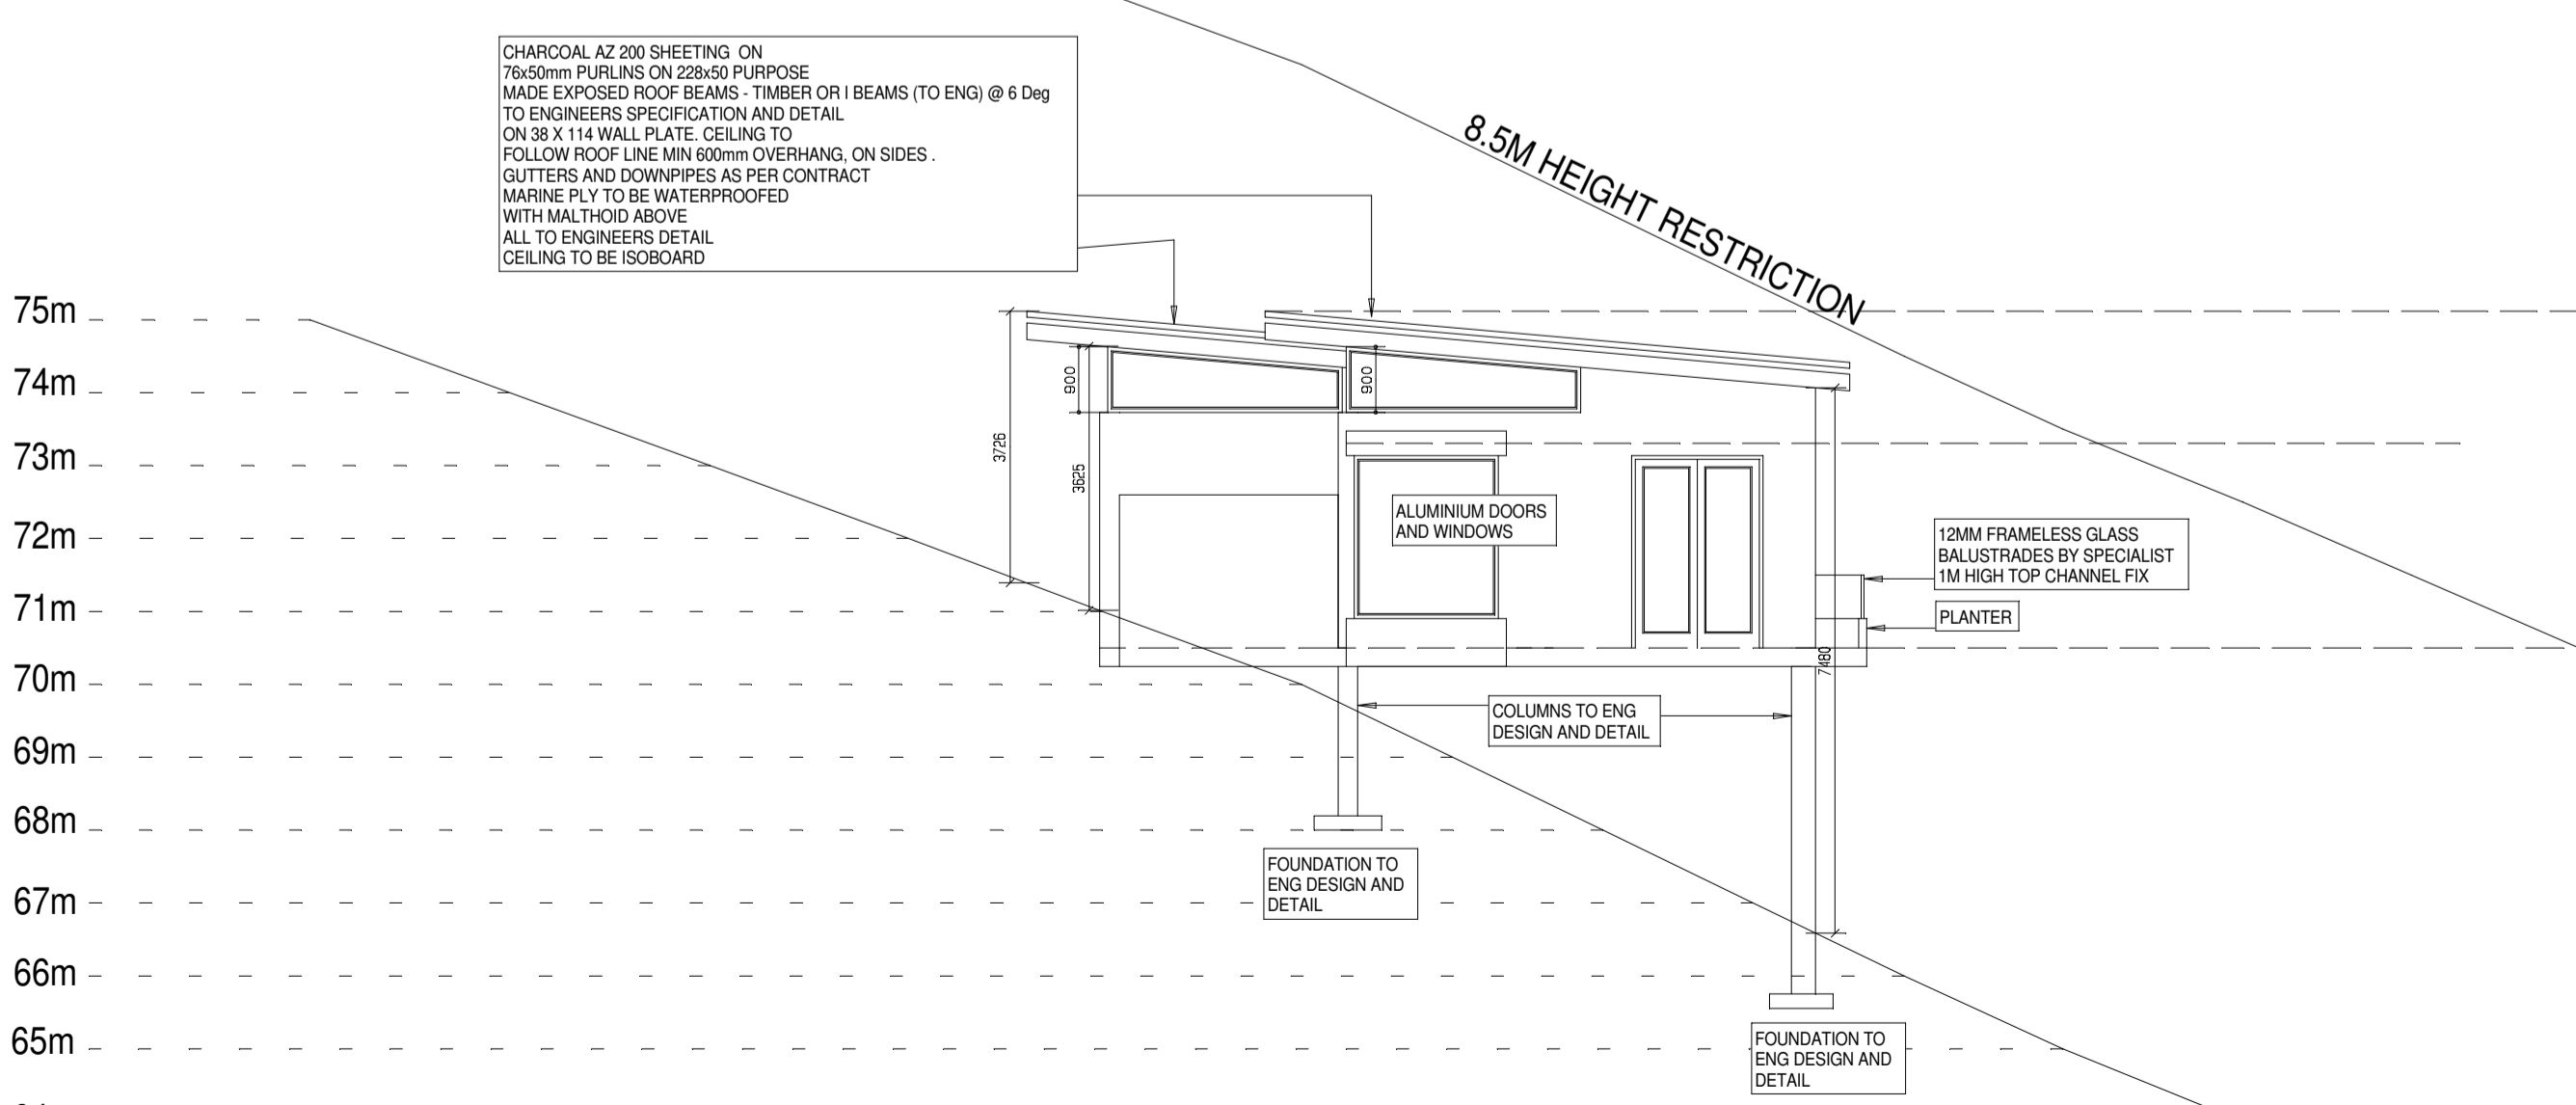 CHARCOAL AZ 200 SHEETING ON
76x50mm PURLINS ON 228x50 PURPOSE
MADE EXPOSED ROOF BEAMS - TIMBER OR I BEAMS (TO ENG) @ 6 Deg
TO ENGINEERS SPECIFICATION AND DETAIL
ON 38 X 114 WALL PLATE. CEILING TO
FOLLOW ROOF LINE MIN 600mm OVERHANG, ON SIDES .
GUTTERS AND DOWNPIPES AS PER CONTRACT
MARINE PLY TO BE WATERPROOFED
WITH MALTHOID ABOVE
ALL TO ENGINEERS DETAIL
CEILING TO BE ISOBOARD
8.5M HEIGHT RESTRICTION
75m
74m
73m
72m
71m
70m
69m
68m
67m
66m
65m
3726
3625
900
900
7480
ALUMINIUM DOORS
AND WINDOWS
12MM FRAMELESS GLASS
BALUSTRADES BY SPECIALIST
1M HIGH TOP CHANNEL FIX
PLANTER
COLUMNS TO ENG
DESIGN AND DETAIL
FOUNDATION TO
ENG DESIGN AND
DETAIL
FOUNDATION TO
ENG DESIGN AND
DETAIL